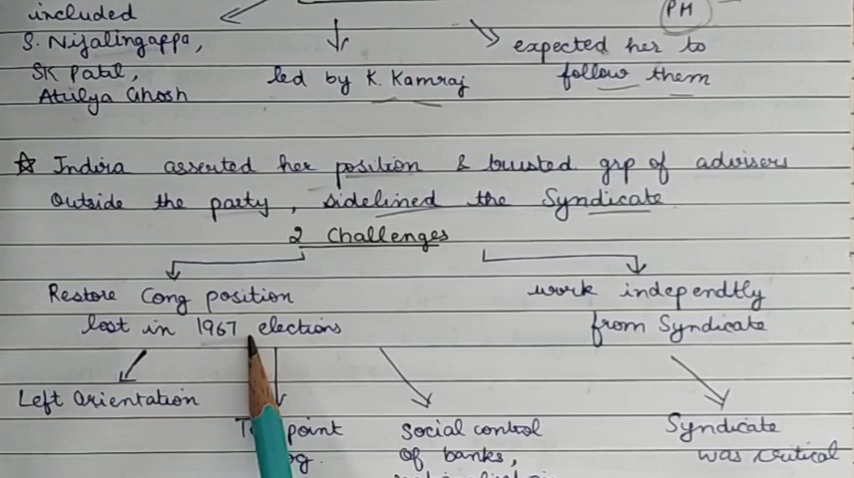 included
PM
S. Nijalingappa,
SK Patil,
Atulya Ghosh
led by K. Kamraj
expected her to
follow them
☆ Indira asserted her position & trusted grp of advisers
outside the party, sidelined the Syndicate
2 Challenges
Restore Cong position
lost in 1967 elections
work independtly
from Syndicate
Left Orientation
point
Social control
of banks,
Syndicate
was critical